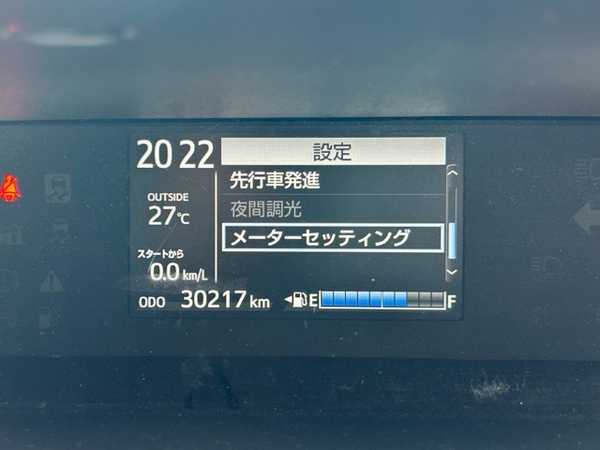 20 22
設定
先行車発進
OUTSIDE
27℃
夜間調光
メーターセッティング
スタートから
0.0 km/L
ODO 30217 km
E F